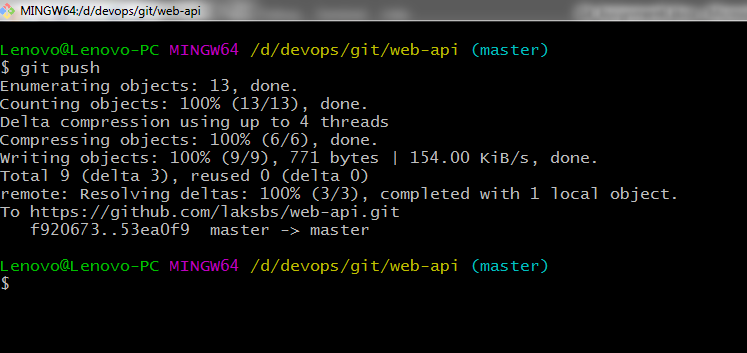 MINGW64:/d/devops/git/web-api
Lenovo@Lenovo-PC MINGW64 /d/devops/git/web-api (master)
$ git push
Enumerating objects: 13, done.
Counting objects: 100% (13/13), done.
Delta compression using up to 4 threads
Compressing objects: 100% (6/6), done.
Writing objects: 100% (9/9), 771 bytes | 154.00 KiB/s, done.
Total 9 (delta 3), reused 0 (delta 0)
remote: Resolving deltas: 100% (3/3), completed with 1 local object.
To https://github.com/laksbs/web-api.git
   f920673..53ea0f9  master -> master
Lenovo@Lenovo-PC MINGW64 /d/devops/git/web-api (master)
$